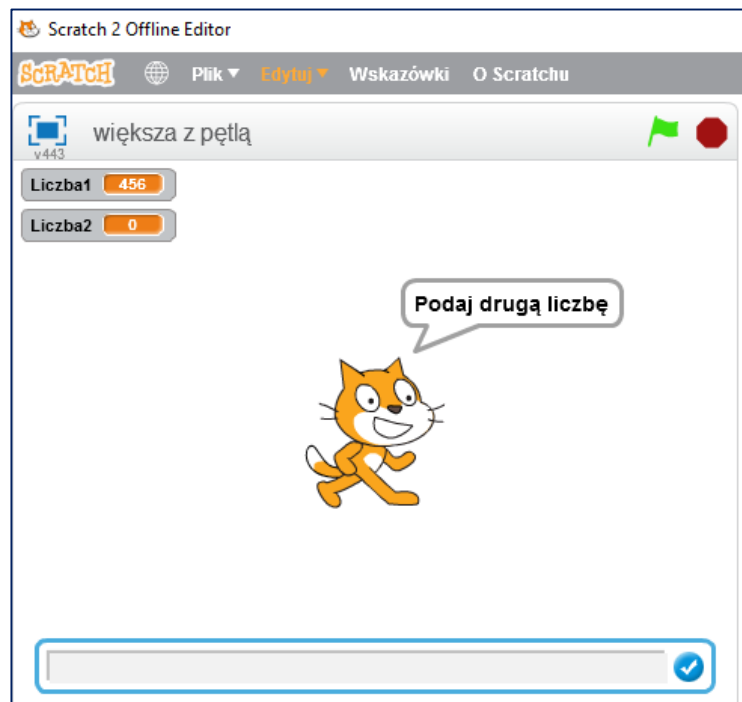 Scratch 2 Offline Editor
SCRATCH Plik Edytuj Wskazówki O Scratchu
większa z pętlą
v443
Liczba1 456
Liczba2 0
Podaj drugą liczbę